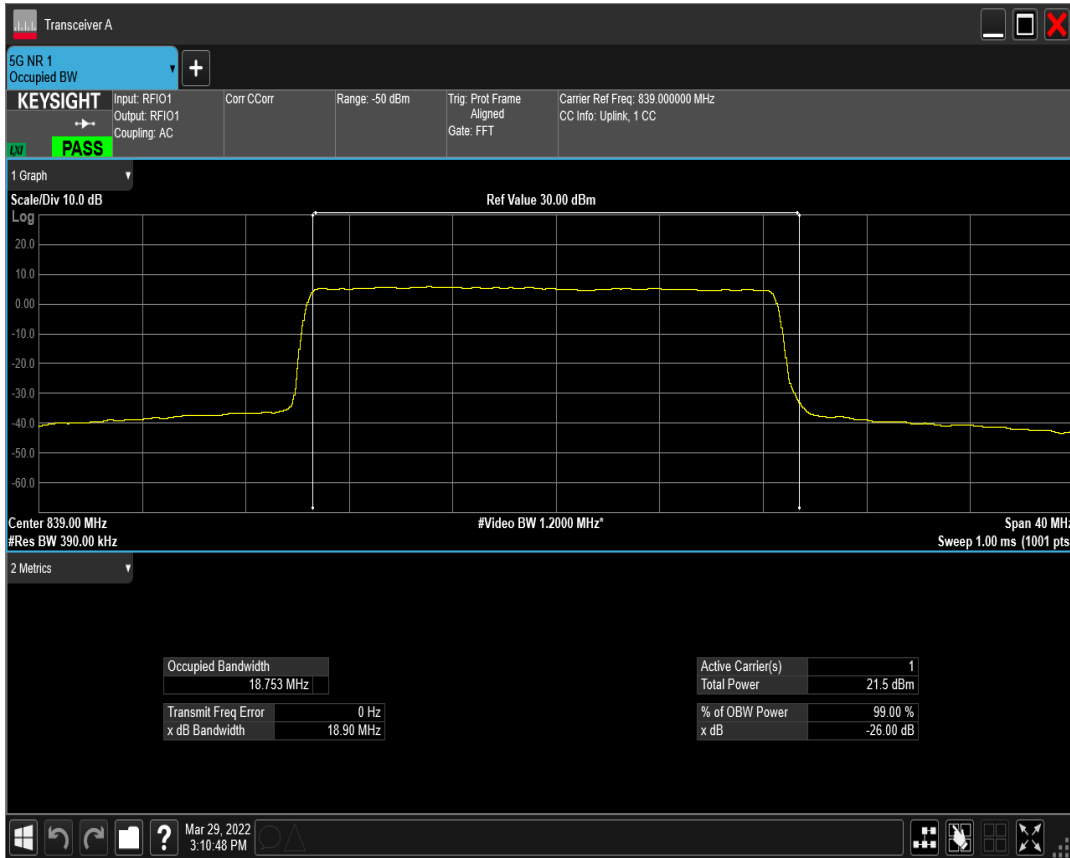 Transceiver A
5G NR 1
Occupied BW
+
KEYSIGHT
LXI
PASS
Input: RFIO1
Output: RFIO1
Coupling: AC
Corr CCorr
Range: -50 dBm
Trig: Prot Frame
Aligned
Gate: FFT
Carrier Ref Freq: 839.000000 MHz
CC Info: Uplink, 1 CC
1 Graph
Scale/Div 10.0 dB
Ref Value 30.00 dBm
Log
20.0
10.0
0.00
-10.0
-20.0
-30.0
-40.0
-50.0
-60.0
Center 839.00 MHz
#Video BW 1.2000 MHz*
Span 40 MHz
#Res BW 390.00 kHz
Sweep 1.00 ms (1001 pts
2 Metrics
Occupied Bandwidth
18.753 MHz
Transmit Freq Error 0 Hz
x dB Bandwidth 18.90 MHz
Active Carrier(s) 1
Total Power 21.5 dBm
% of OBW Power 99.00 %
x dB -26.00 dB
?
Mar 29, 2022
3:10:48 PM